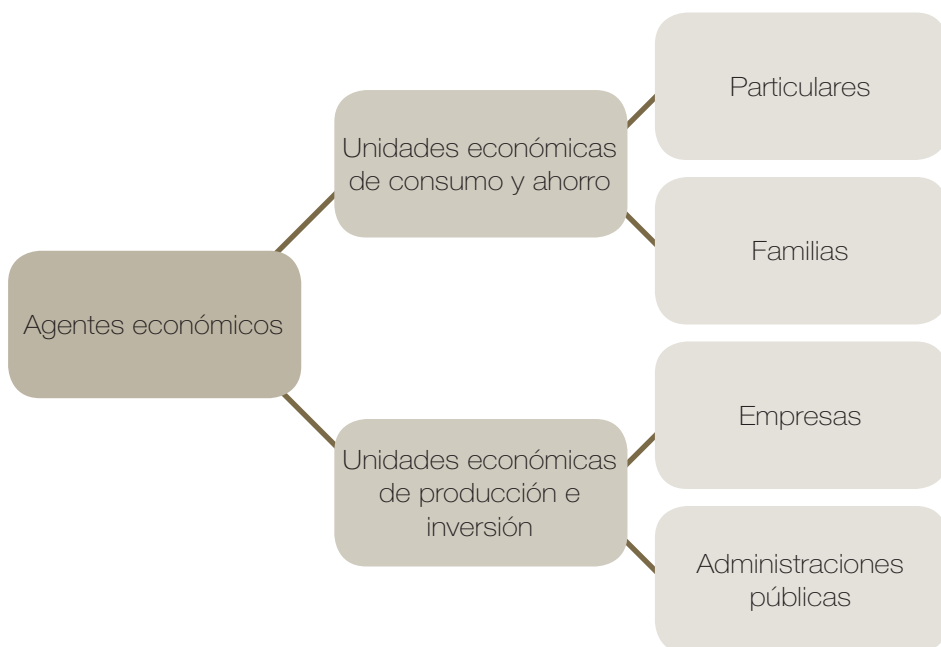 Agentes económicos
Unidades económicas
de consumo y ahorro
Particulares
Familias
Unidades económicas
de producción e
inversión
Empresas
Administraciones
públicas